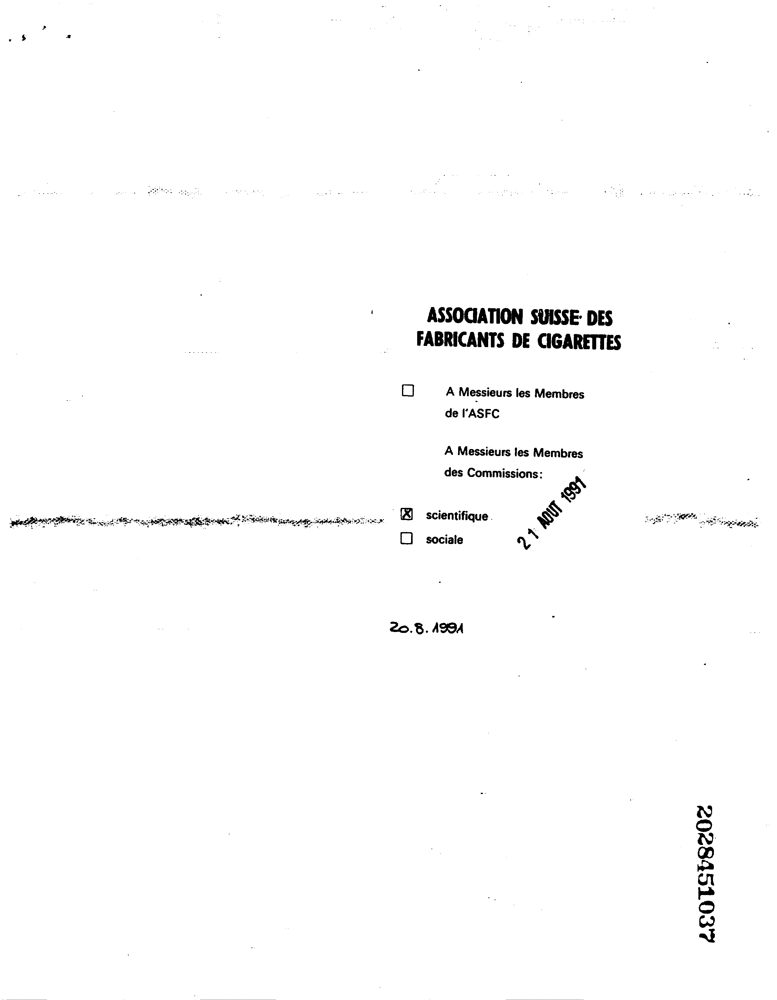 ASSOCIATION SUISSE DES
FABRICANTS DE CIGARETTES
☐ A Messieurs les Membres
de l'ASFC
A Messieurs les Membres
des Commissions:
☒ scientifique
21 AOUT 1991
☐ sociale
20.8.1991
2028451037